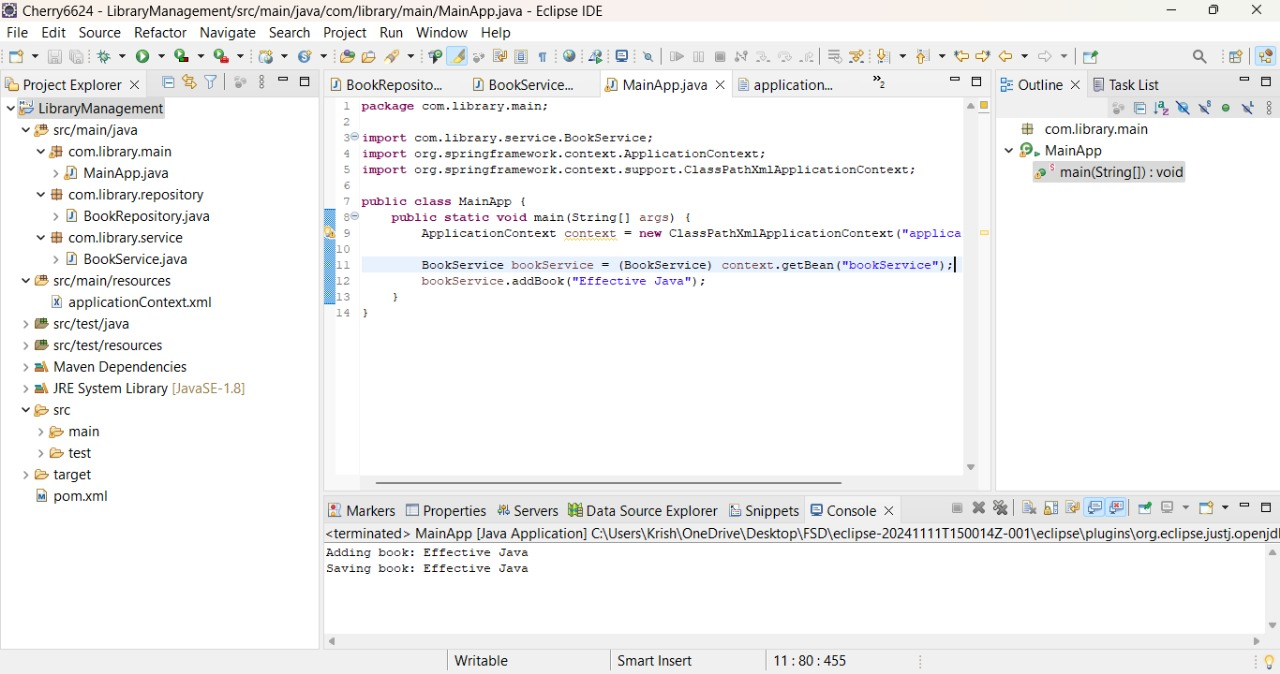 Cherry6624 - LibraryManagement/src/main/java/com/library/main/MainApp.java - Eclipse IDE
File Edit Source Refactor Navigate Search Project Run Window Help
Project Explorer
LibraryManagement
src/main/java
com.library.main
MainApp.java
com.library.repository
BookRepository.java
com.library.service
BookService.java
src/main/resources
applicationContext.xml
src/test/java
src/test/resources
Maven Dependencies
JRE System Library [JavaSE-1.8]
src
main
test
target
pom.xml
BookReposito... BookService... MainApp.java application... »2
1 package com.library.main;
2
3 import com.library.service.BookService;
4 import org.springframework.context.ApplicationContext;
5 import org.springframework.context.support.ClassPathXmlApplicationContext;
6
7 public class MainApp {
8 public static void main(String[] args) {
9 ApplicationContext context = new ClassPathXmlApplicationContext("applica
10
11 BookService bookService = (BookService) context.getBean("bookService");
12 bookService.addBook("Effective Java");
13 }
14 }
Outline Task List
com.library.main
MainApp
main(String[]) : void
Markers Properties Servers Data Source Explorer Snippets Console
<terminated> MainApp [Java Application] C:\Users\Krish\OneDrive\Desktop\FSD\eclipse-20241111T150014Z-001\eclipse\plugins\org.eclipse.justj.openjd
Adding book: Effective Java
Saving book: Effective Java
Writable Smart Insert 11 : 80 : 455